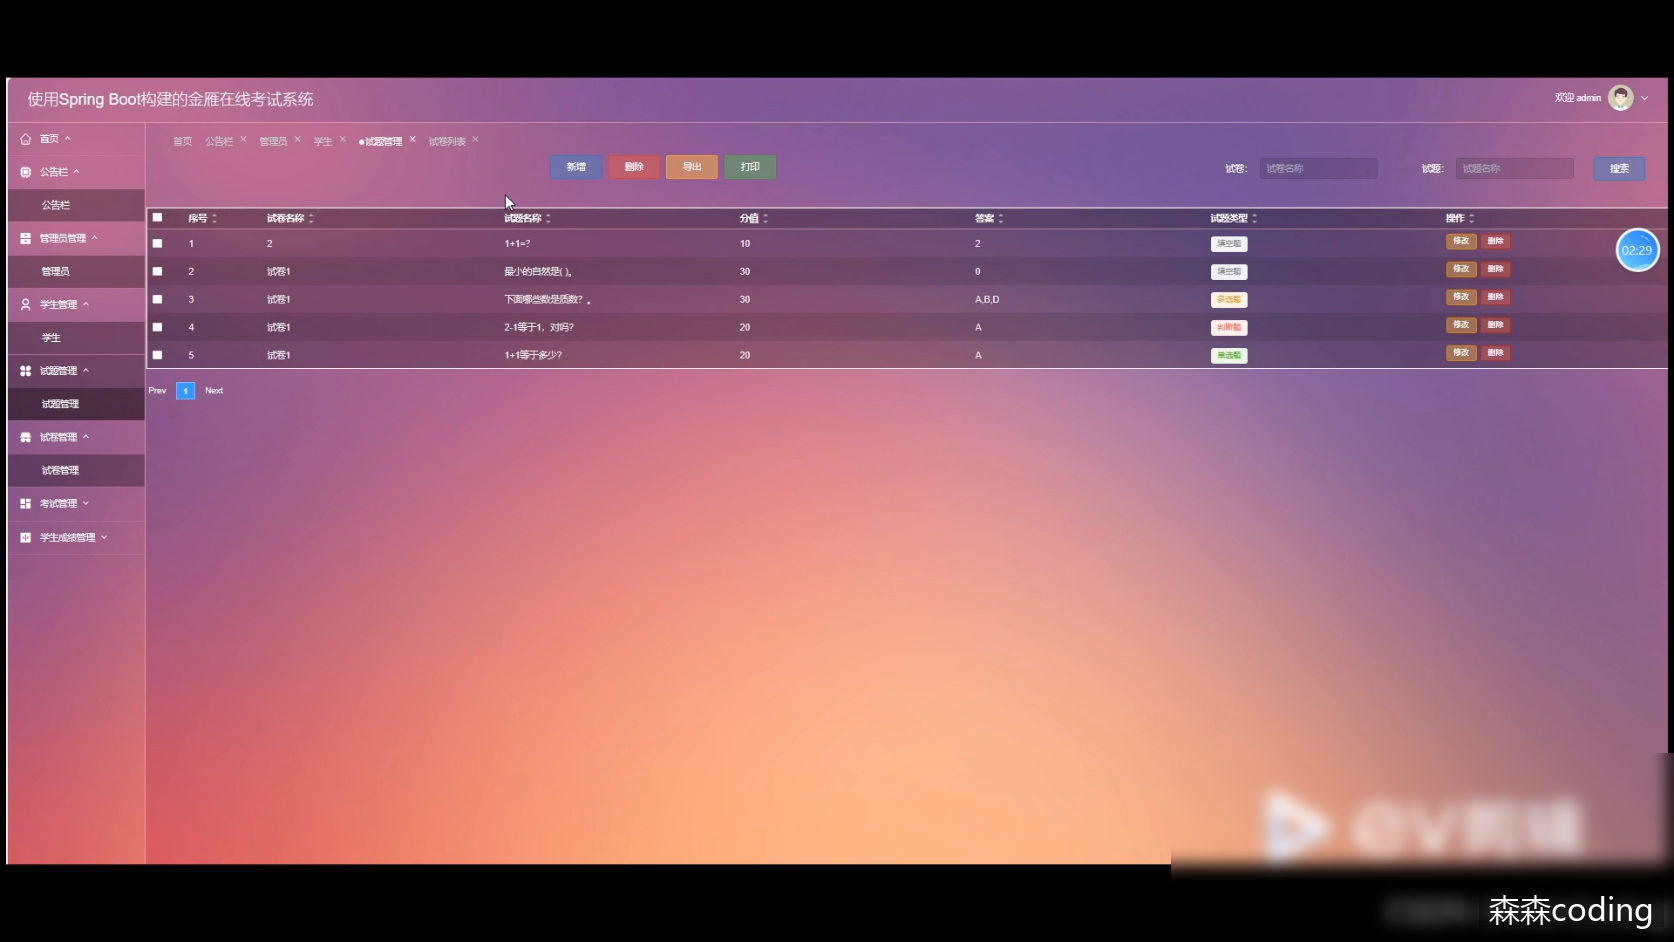 使用Spring Boot构建的金雁在线考试系统
欢迎 admin
首页
公告栏
公告栏
管理员管理
管理员
学生管理
学生
试题管理
试题管理
试卷管理
试卷管理
考试管理
学生成绩管理
首页 公告栏 管理员 学生 试题管理 试卷列表
新增 删除 导出 打印
试卷: 试卷名称 试题: 试题名称 搜索
序号 试卷名称 试题名称 分值 答案 试题类型 操作
1 2 1+1=? 10 2 填空题 修改 删除
2 试卷1 最小的自然是( )。 30 0 填空题 修改 删除
3 试卷1 下面哪些数是质数？。 30 A,B,D 多选题 修改 删除
4 试卷1 2-1等于1，对吗？ 20 A 判断题 修改 删除
5 试卷1 1+1等于多少？ 20 A 单选题 修改 删除
Prev 1 Next
02:29
森森coding